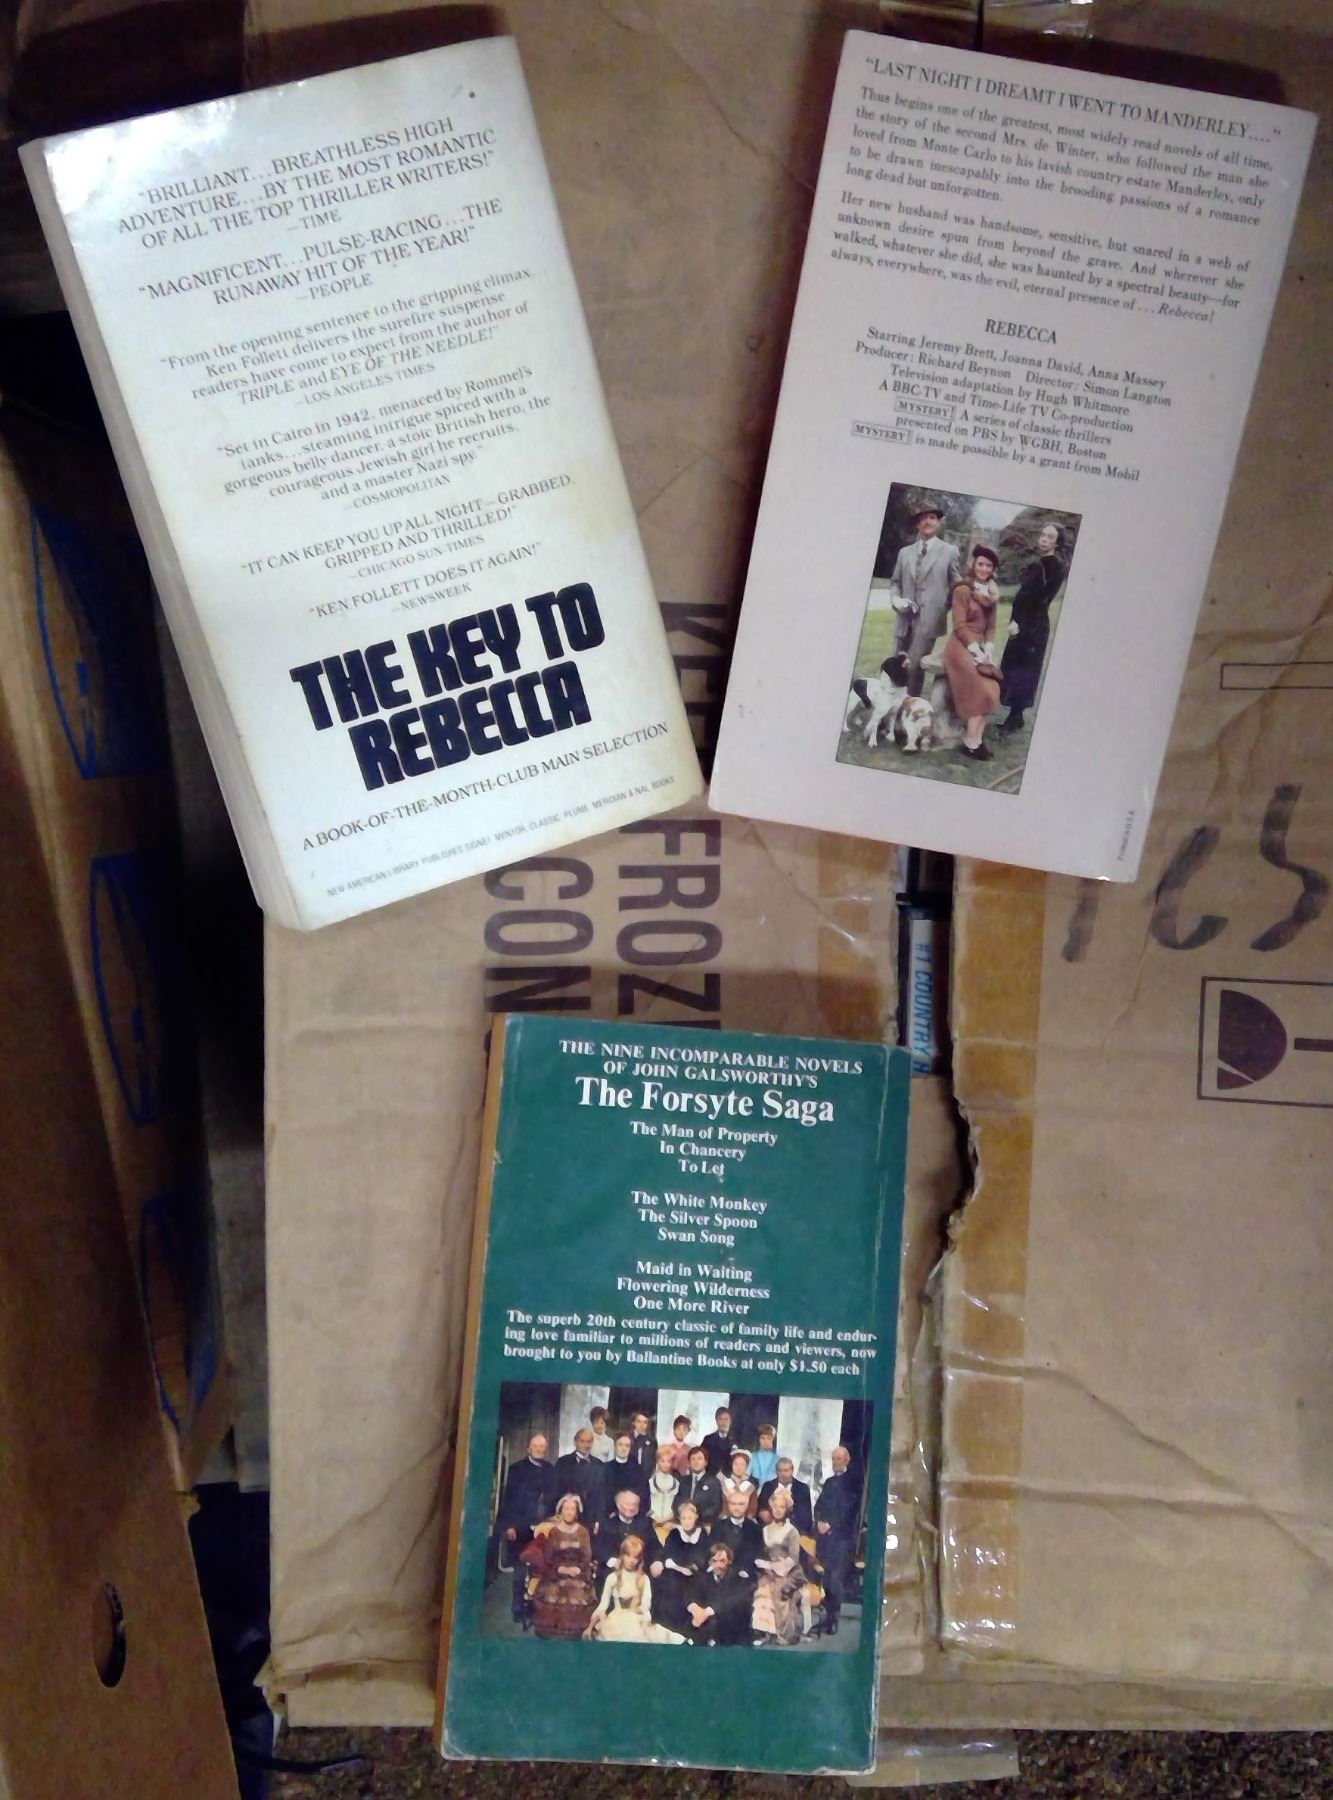 "BRILLIANT...BREATHLESS HIGH
ADVENTURE...BY THE MOST ROMANTIC
OF ALL THE TOP THRILLER WRITERS!"
—TIME
"MAGNIFICENT...PULSE-RACING...THE
RUNAWAY HIT OF THE YEAR!"
—PEOPLE
"From the opening sentence to the gripping climax...
Ken Follett delivers the surefire suspense
readers have come to expect from the author of
TRIPLE and EYE OF THE NEEDLE!"
—LOS ANGELES TIMES
"Set in Cairo in 1942, menaced by Rommel's
tanks...steaming intrigue spiced with a
gorgeous belly dancer, a stoic British hero, the
courageous Jewish girl he recruits,
and a master Nazi spy."
—COSMOPOLITAN
"IT CAN KEEP YOU UP ALL NIGHT—GRABBED,
GRIPPED AND THRILLED!"
—CHICAGO SUN-TIMES
"KEN FOLLETT DOES IT AGAIN!"
—NEWSWEEK
THE KEY TO
REBECCA
A BOOK-OF-THE-MONTH-CLUB MAIN SELECTION
NEW AMERICAN LIBRARY PUBLISHES SIGNET, MENTOR, CLASSIC, PLUME, MERIDIAN & NAL BOOKS
"LAST NIGHT I DREAMT I WENT TO MANDERLEY...."
Thus begins one of the greatest, most widely read novels of all time,
the story of the second Mrs. de Winter, who followed the man she
loved from Monte Carlo to his lavish country estate Manderley, only
to be drawn inescapably into the brooding passions of a romance
long dead but unforgotten.
Her new husband was handsome, sensitive, but snared in a web of
unknown desire spun from beyond the grave. And wherever she
walked, whatever she did, she was haunted by a spectral beauty—for
always, everywhere, was the evil, eternal presence of ... Rebecca!
REBECCA
Starring Jeremy Brett, Joanna David, Anna Massey
Producer: Richard Beynon Director: Simon Langton
Television adaptation by Hugh Whitmore
A BBC-TV and Time-Life TV Co-production
MYSTERY! A series of classic thrillers
presented on PBS by WGBH, Boston
MYSTERY! is made possible by a grant from Mobil
Printed in U.S.A.
THE NINE INCOMPARABLE NOVELS
OF JOHN GALSWORTHY'S
The Forsyte Saga
The Man of Property
In Chancery
To Let
The White Monkey
The Silver Spoon
Swan Song
Maid in Waiting
Flowering Wilderness
One More River
The superb 20th century classic of family life and endur-
ing love familiar to millions of readers and viewers, now
brought to you by Ballantine Books at only $1.50 each
FROZ
CON
#1 COUNTRY H